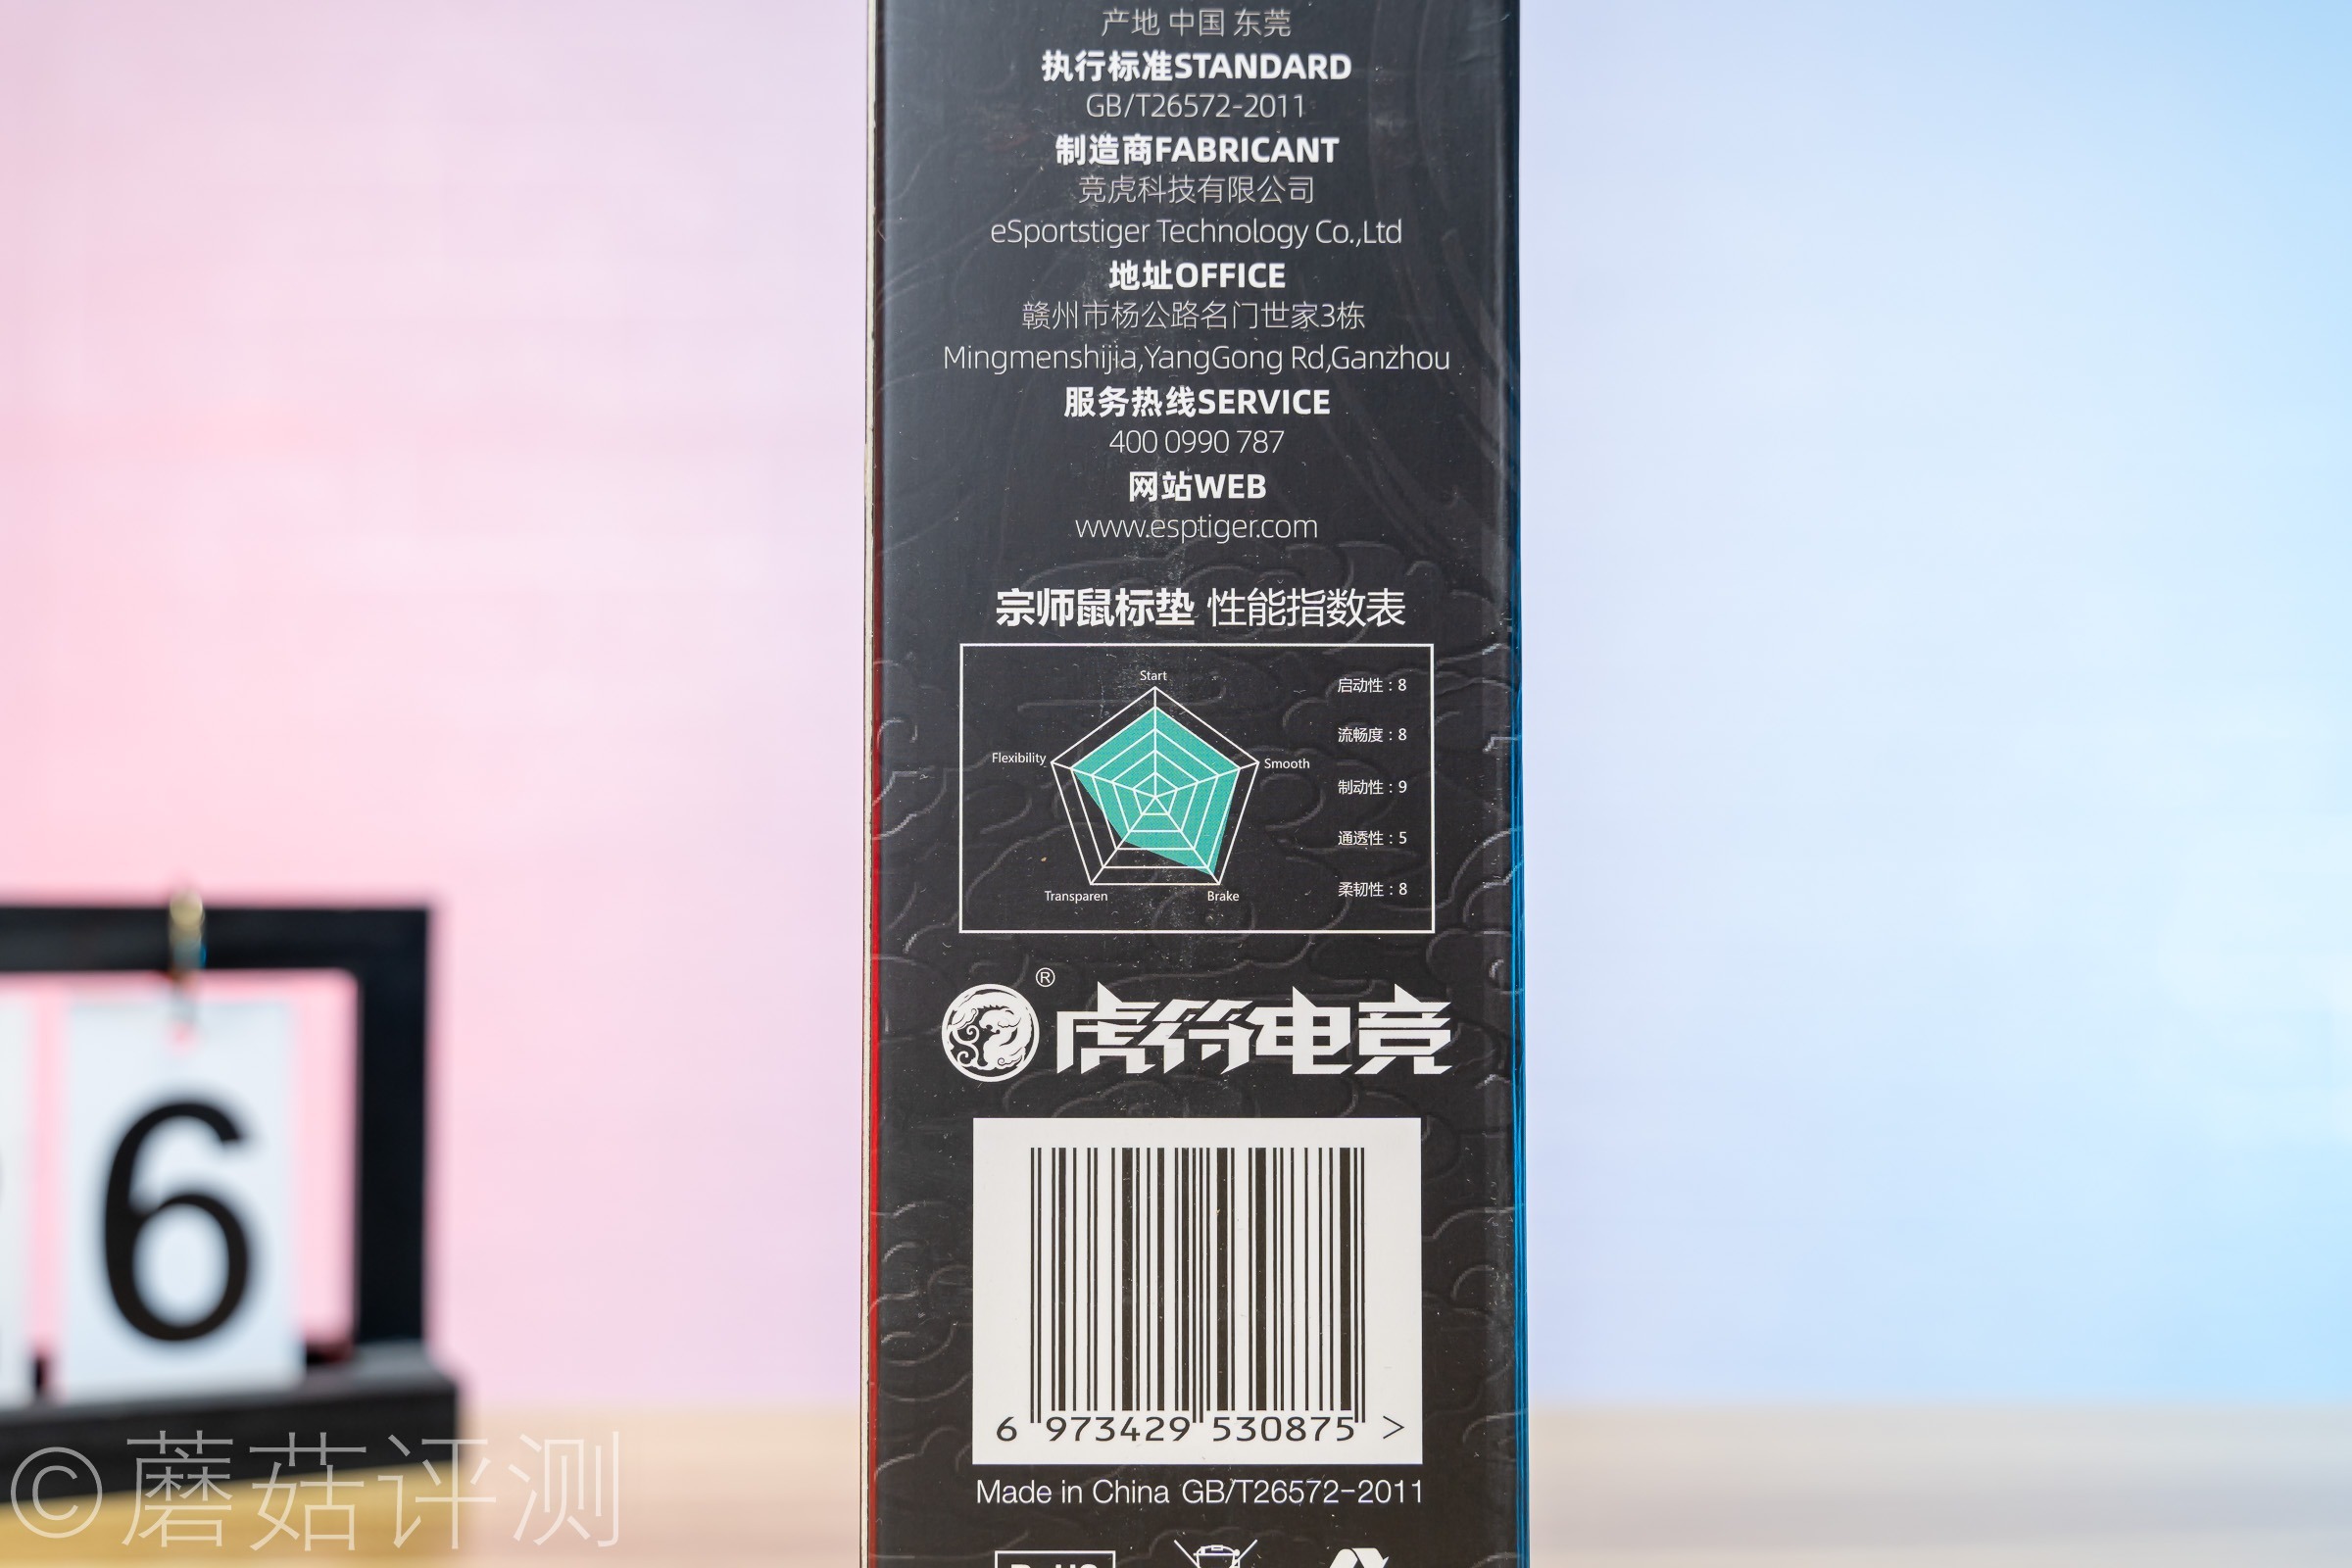 产地 中国 东莞
执行标准STANDARD
GB/T26572-2011
制造商FABRICANT
竞虎科技有限公司
eSportstiger Technology Co.,Ltd
地址OFFICE
赣州市杨公路名门世家3栋
Mingmenshijia,YangGong Rd,Ganzhou
服务热线SERVICE
400 0990 787
网站WEB
www.esptiger.com
宗师鼠标垫 性能指数表
Start
Flexibility
Smooth
Transparen
Brake
启动性：8
流畅度：8
制动性：9
通透性：5
柔韧性：8
®
虎符电竞
6 973429 530875 >
Made in China GB/T26572-2011
RoHS
6
©蘑菇评测